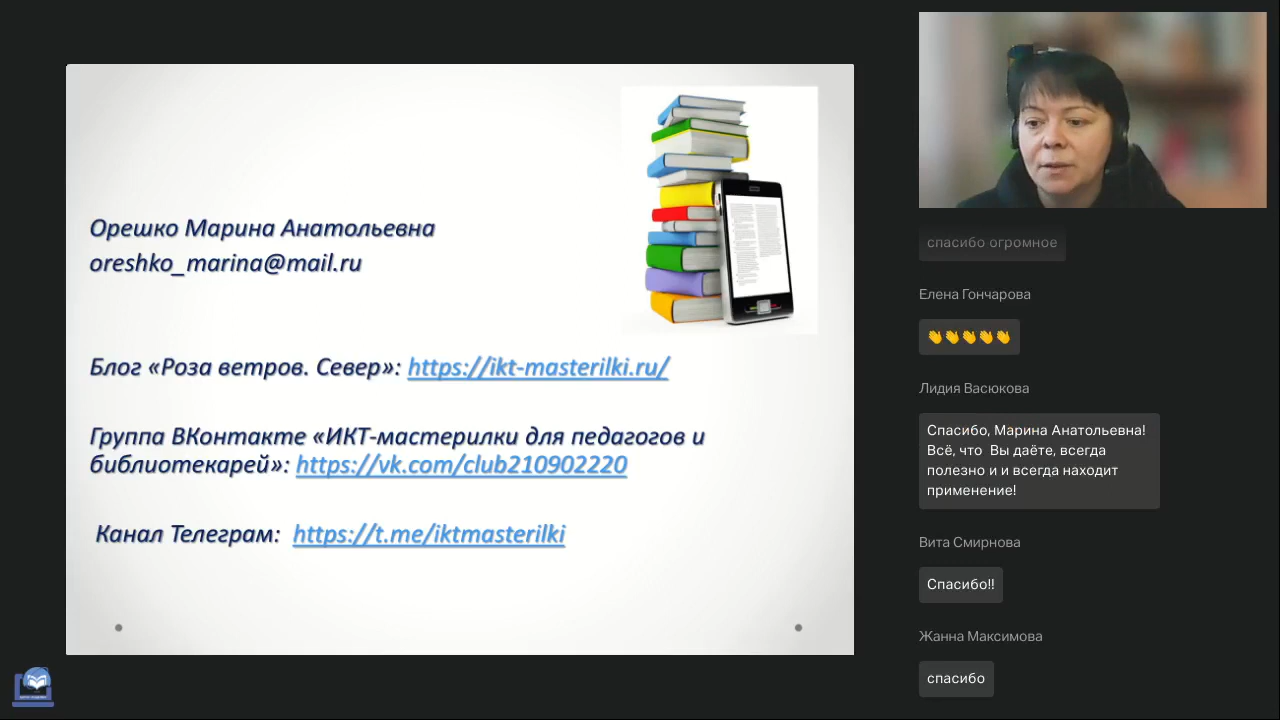 Орешко Марина Анатольевна
oreshko_marina@mail.ru
Блог «Роза ветров. Север»: https://ikt-masterilki.ru/
Группа ВКонтакте «ИКТ-мастерилки для педагогов и
библиотекарей»: https://vk.com/club210902220
Канал Телеграм: https://t.me/iktmasterilki
спасибо огромное
Елена Гончарова
👏👏👏👏👏
Лидия Васюкова
Спасибо, Марина Анатольевна!
Всё, что Вы даёте, всегда
полезно и и всегда находит
применение!
Вита Смирнова
Спасибо!!
Жанна Максимова
спасибо